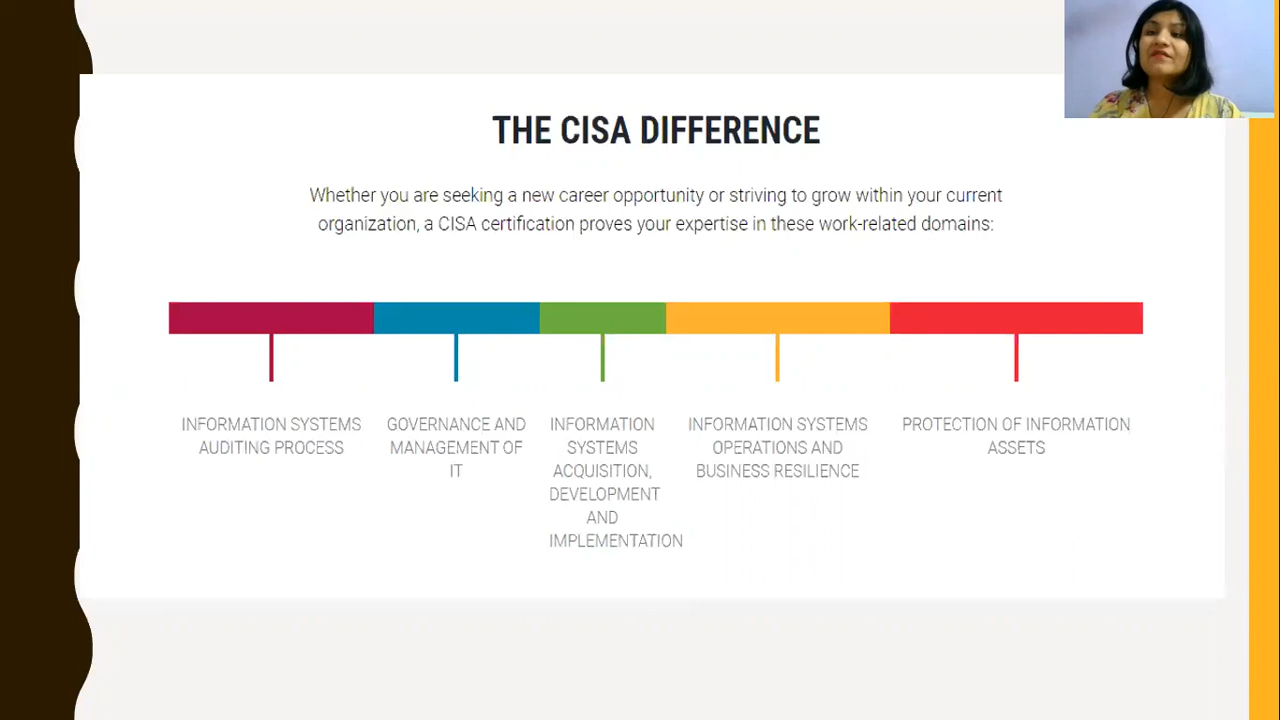 THE CISA DIFFERENCE
Whether you are seeking a new career opportunity or striving to grow within your current
organization, a CISA certification proves your expertise in these work-related domains:
INFORMATION SYSTEMS
AUDITING PROCESS
GOVERNANCE AND
MANAGEMENT OF
IT
INFORMATION
SYSTEMS
ACQUISITION,
DEVELOPMENT
AND
IMPLEMENTATION
INFORMATION SYSTEMS
OPERATIONS AND
BUSINESS RESILIENCE
PROTECTION OF INFORMATION
ASSETS